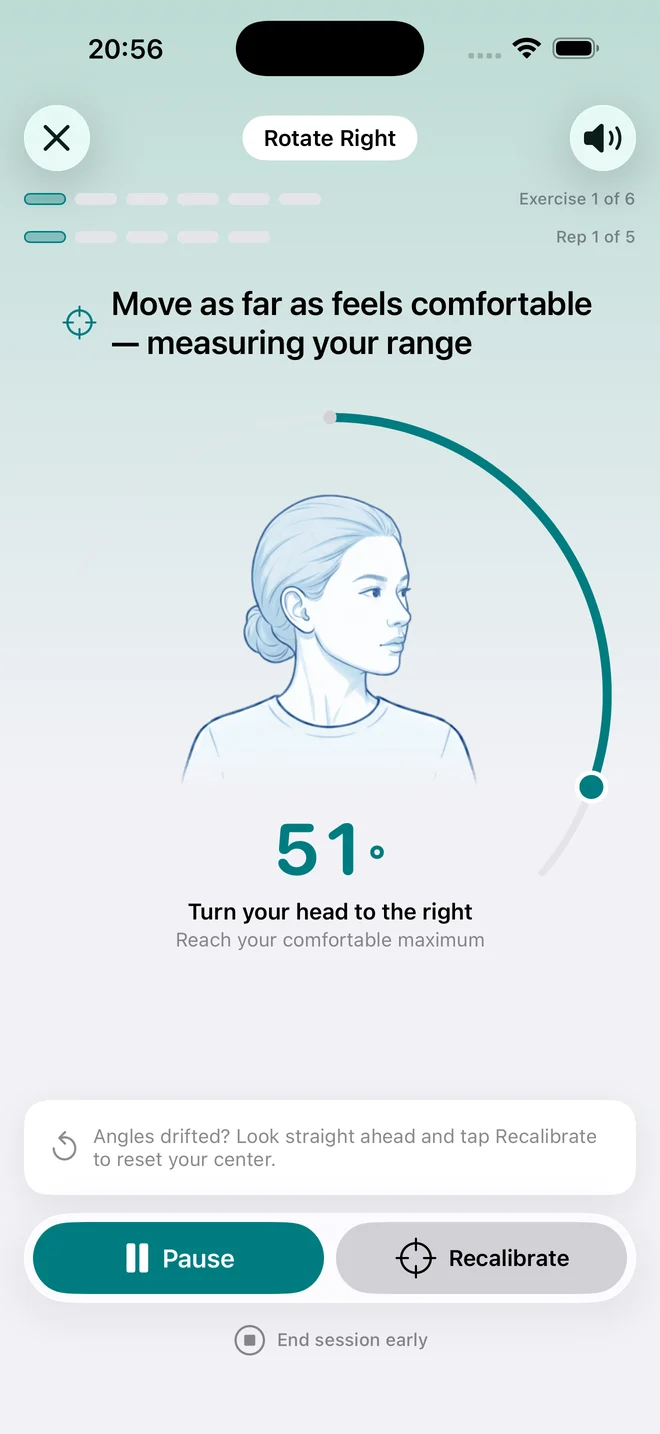 20:56
Rotate Right
Exercise 1 of 6
Rep 1 of 5
Move as far as feels comfortable
— measuring your range
51°
Turn your head to the right
Reach your comfortable maximum
Angles drifted? Look straight ahead and tap Recalibrate
to reset your center.
Pause
Recalibrate
End session early